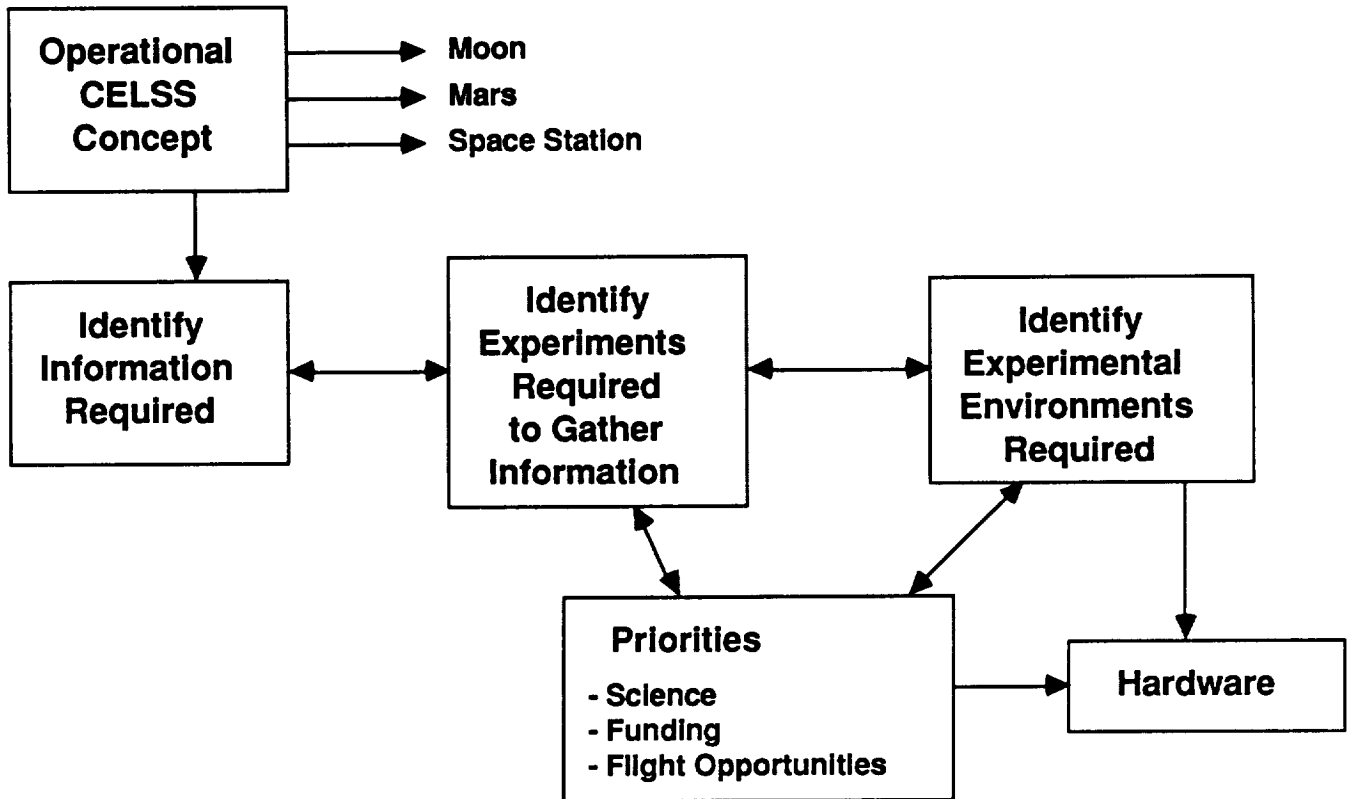 Operational
CELSS
Concept
Moon
Mars
Space Station
Identify
Information
Required
Identify
Experiments
Required
to Gather
Information
Identify
Experimental
Environments
Required
Priorities
- Science
- Funding
- Flight Opportunities
Hardware